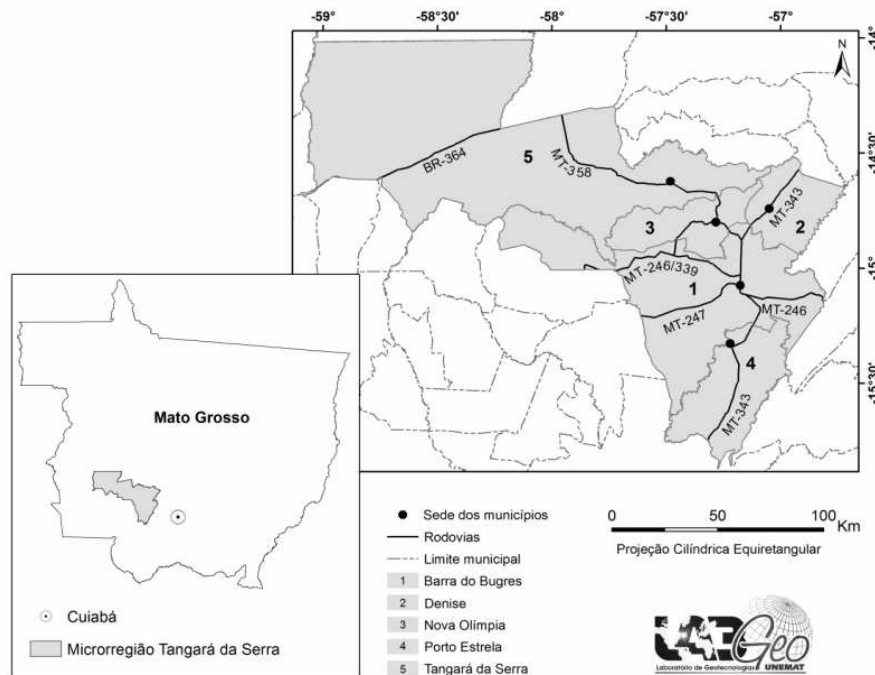 -59° -58°30' -58° -57°30' -57°
-14°
N
-14°30'
BR-364
5
MT-358
MT-343
3
2
-15°
MT-246/339
1
MT-247
MT-246
4
-15°30'
MT-343
Mato Grosso
Cuiabá
Microrregião Tangará da Serra
Sede dos municípios
Rodovias
Limite municipal
1 Barra do Bugres
2 Denise
3 Nova Olímpia
4 Porto Estrela
5 Tangará da Serra
0 50 100
Km
Projeção Cilíndrica Equiretangular
LABGeo
UNEMAT
Laboratório de Geotecnologias